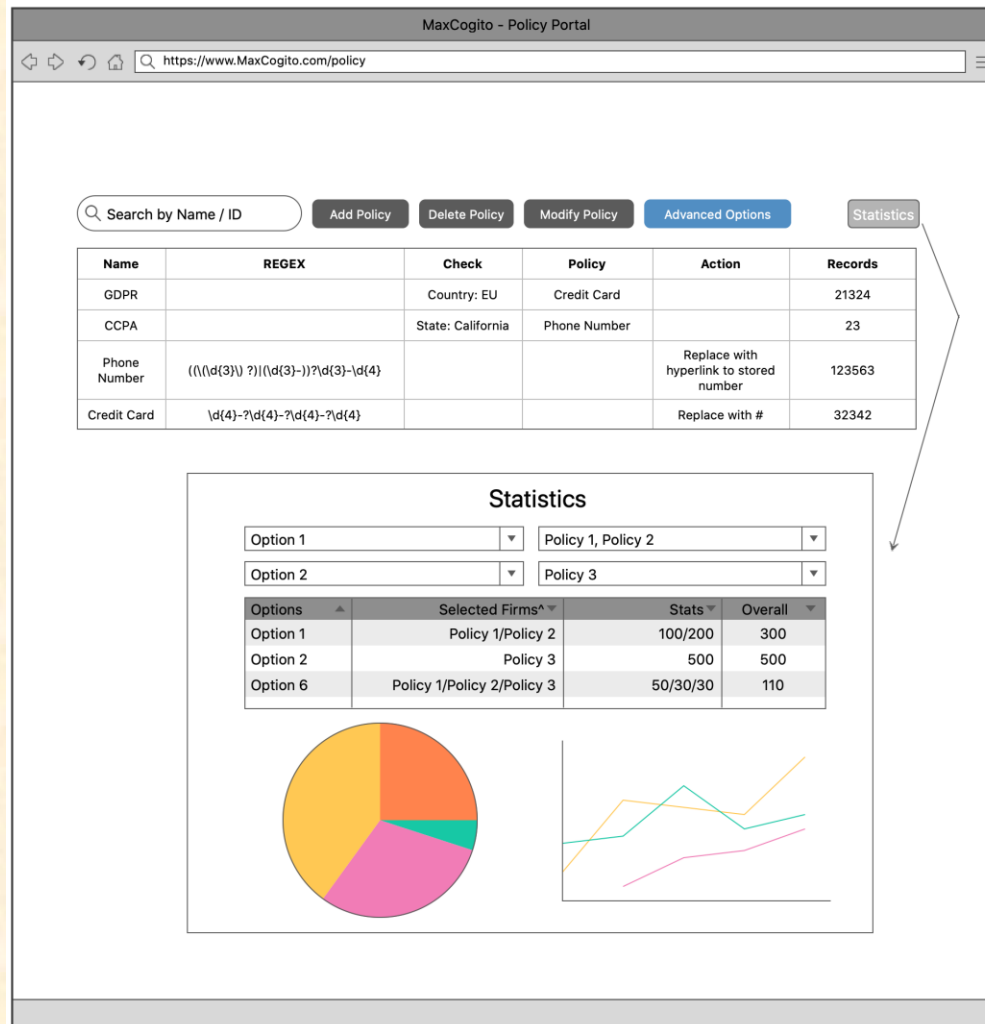 MaxCogito - Policy Portal
https://www.MaxCogito.com/policy
Search by Name / ID
Add Policy
Delete Policy
Modify Policy
Advanced Options
Statistics
Name REGEX Check Policy Action Records
GDPR Country: EU Credit Card 21324
CCPA State: California Phone Number 23
Phone Number ((\(\d{3}\) ?)|(\d{3}-))?\d{3}-\d{4} Replace with hyperlink to stored number 123563
Credit Card \d{4}-?\d{4}-?\d{4}-?\d{4} Replace with # 32342
Statistics
Option 1 Policy 1, Policy 2
Option 2 Policy 3
Options Selected Firms^ Stats Overall
Option 1 Policy 1/Policy 2 100/200 300
Option 2 Policy 3 500 500
Option 6 Policy 1/Policy 2/Policy 3 50/30/30 110